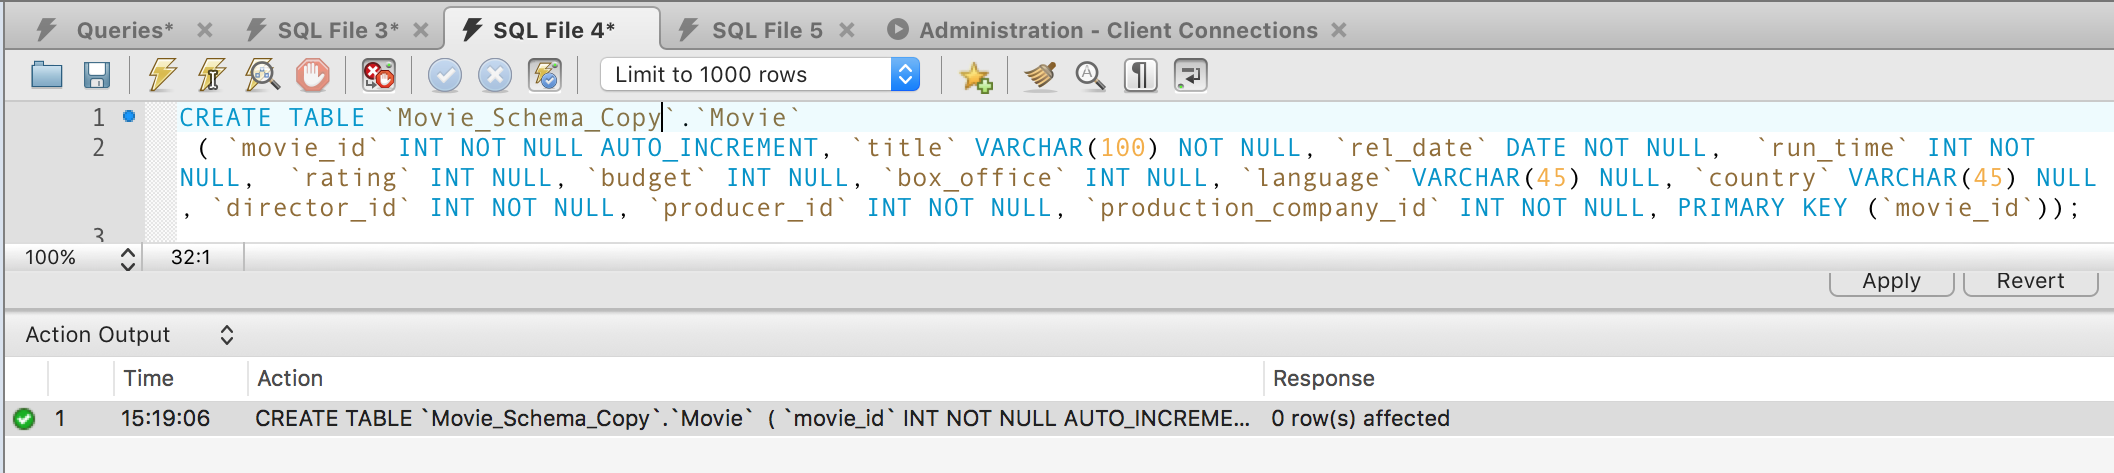 Queries* SQL File 3* SQL File 4* SQL File 5 Administration - Client Connections
Limit to 1000 rows
1 CREATE TABLE `Movie_Schema_Copy`.`Movie`
2 ( `movie_id` INT NOT NULL AUTO_INCREMENT, `title` VARCHAR(100) NOT NULL, `rel_date` DATE NOT NULL, `run_time` INT NOT
NULL, `rating` INT NULL, `budget` INT NULL, `box_office` INT NULL, `language` VARCHAR(45) NULL, `country` VARCHAR(45) NULL
, `director_id` INT NOT NULL, `producer_id` INT NOT NULL, `production_company_id` INT NOT NULL, PRIMARY KEY (`movie_id`));
3
100% 32:1
Apply Revert
Action Output
Time Action Response
1 15:19:06 CREATE TABLE `Movie_Schema_Copy`.`Movie` ( `movie_id` INT NOT NULL AUTO_INCREME... 0 row(s) affected